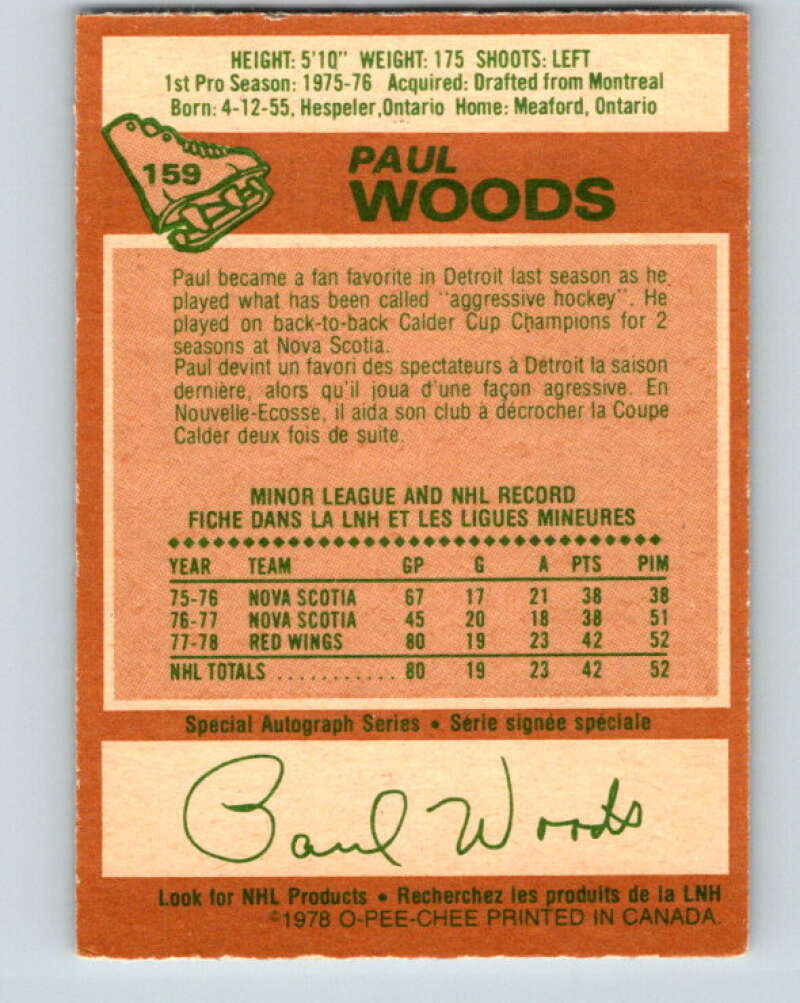 HEIGHT: 5'10" WEIGHT: 175 SHOOTS: LEFT
1st Pro Season: 1975-76 Acquired: Drafted from Montreal
Born: 4-12-55, Hespeler,Ontario Home: Meaford, Ontario
159
PAUL
WOODS
Paul became a fan favorite in Detroit last season as he
played what has been called "aggressive hockey". He
played on back-to-back Calder Cup Champions for 2
seasons at Nova Scotia.
Paul devint un favori des spectateurs à Detroit la saison
dernière, alors qu'il joua d'une façon agressive. En
Nouvelle-Ecosse, il aida son club à décrocher la Coupe
Calder deux fois de suite.
MINOR LEAGUE AND NHL RECORD
FICHE DANS LA LNH ET LES LIGUES MINEURES
YEAR TEAM GP G A PTS PIM
75-76 NOVA SCOTIA 67 17 21 38 38
76-77 NOVA SCOTIA 45 20 18 38 51
77-78 RED WINGS 80 19 23 42 52
NHL TOTALS ............ 80 19 23 42 52
Special Autograph Series • Série signée spéciale
Paul Woods
Look for NHL Products • Recherchez les produits de la LNH
©1978 O-PEE-CHEE PRINTED IN CANADA.